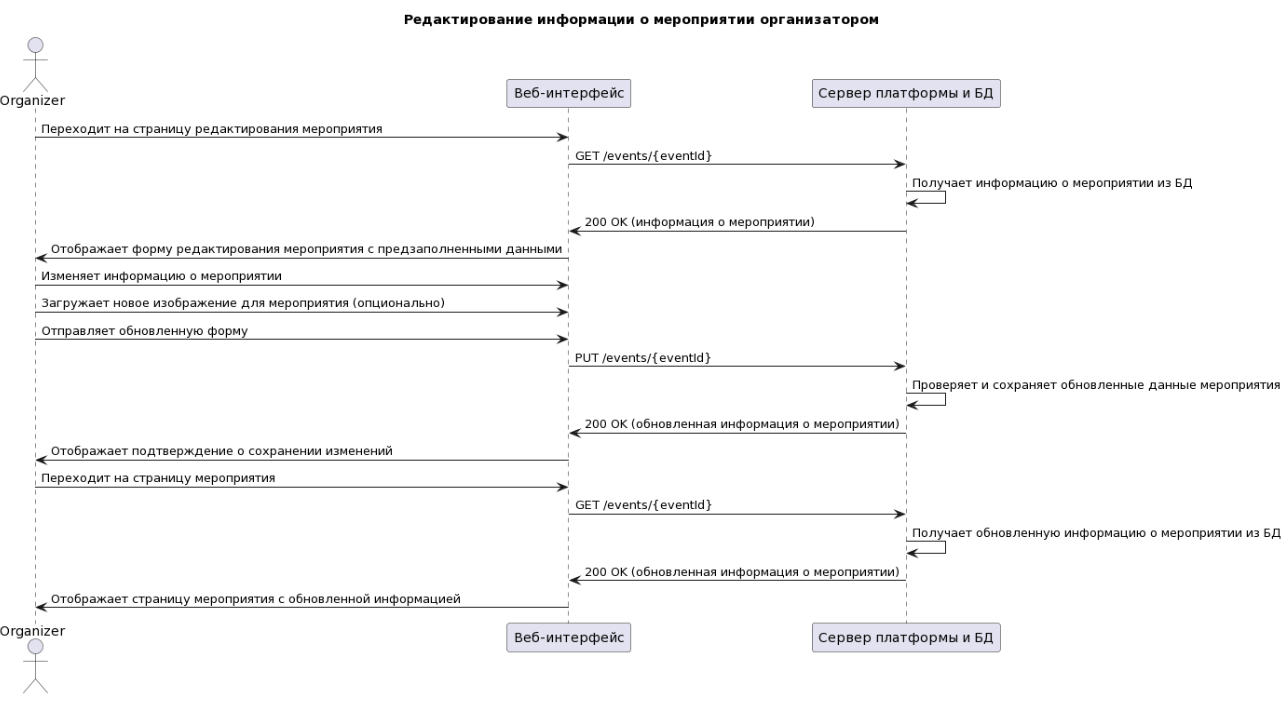 Редактирование информации о мероприятии организатором
Organizer
Веб-интерфейс
Сервер платформы и БД
Переходит на страницу редактирования мероприятия
GET /events/{eventId}
Получает информацию о мероприятии из БД
200 OK (информация о мероприятии)
Отображает форму редактирования мероприятия с предзаполненными данными
Изменяет информацию о мероприятии
Загружает новое изображение для мероприятия (опционально)
Отправляет обновленную форму
PUT /events/{eventId}
Проверяет и сохраняет обновленные данные мероприятия
200 OK (обновленная информация о мероприятии)
Отображает подтверждение о сохранении изменений
Переходит на страницу мероприятия
GET /events/{eventId}
Получает обновленную информацию о мероприятии из БД
200 OK (обновленная информация о мероприятии)
Отображает страницу мероприятия с обновленной информацией
Organizer
Веб-интерфейс
Сервер платформы и БД